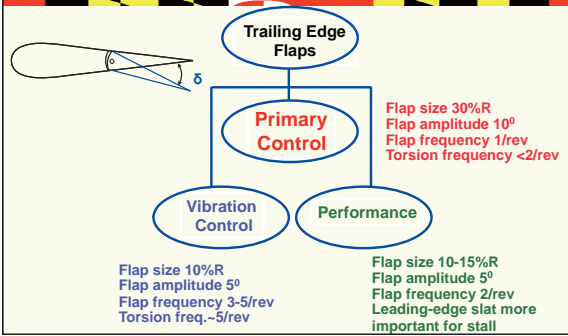 Trailing Edge
Flaps
δ
Primary
Control
Flap size 30%R
Flap amplitude 10⁰
Flap frequency 1/rev
Torsion frequency <2/rev
Vibration
Control
Performance
Flap size 10%R
Flap amplitude 5⁰
Flap frequency 3-5/rev
Torsion freq.~5/rev
Flap size 10-15%R
Flap amplitude 5⁰
Flap frequency 2/rev
Leading-edge slat more
important for stall